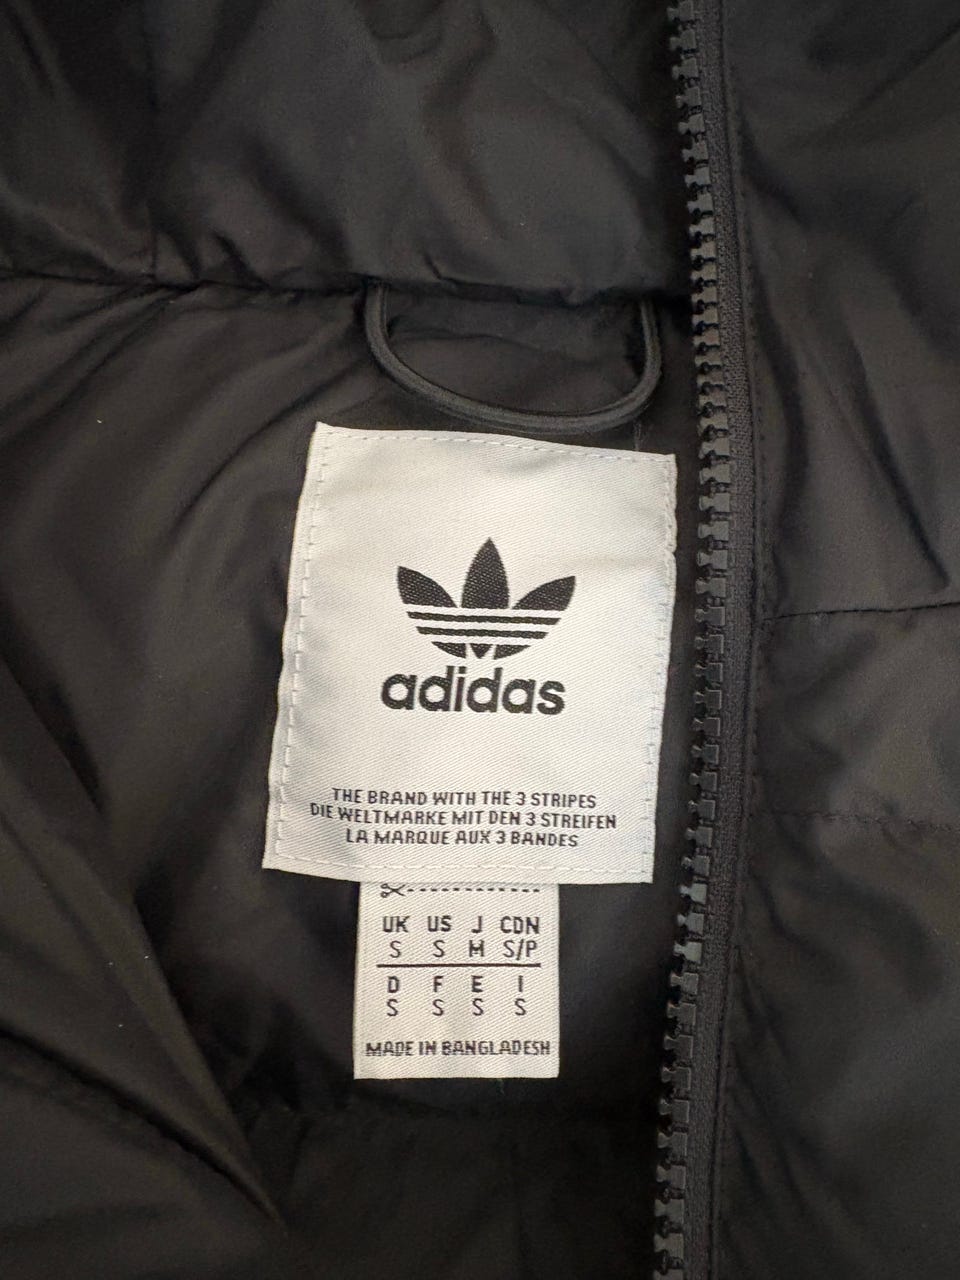 adidas
THE BRAND WITH THE 3 STRIPES
DIE WELTMARKE MIT DEN 3 STREIFEN
LA MARQUE AUX 3 BANDES
UK US J CDN
S S M S/P
D F E I
S S S S
MADE IN BANGLADESH